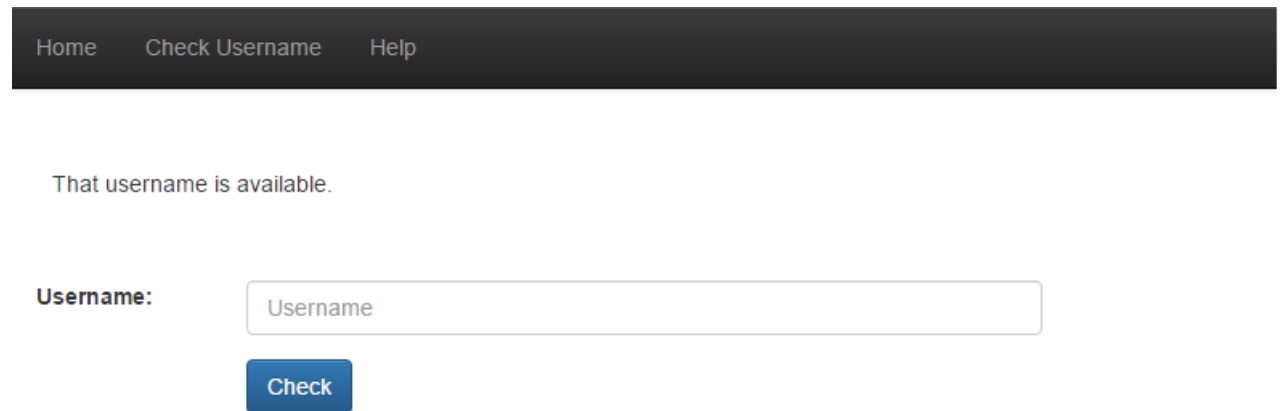 Home Check Username Help
That username is available.
Username: Username
Check